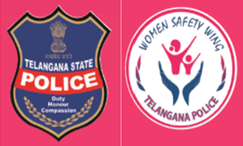 TELANGANA STATE
POLICE
Duty
Honour
Compassion
WOMEN SAFETY WING
TELANGANA POLICE